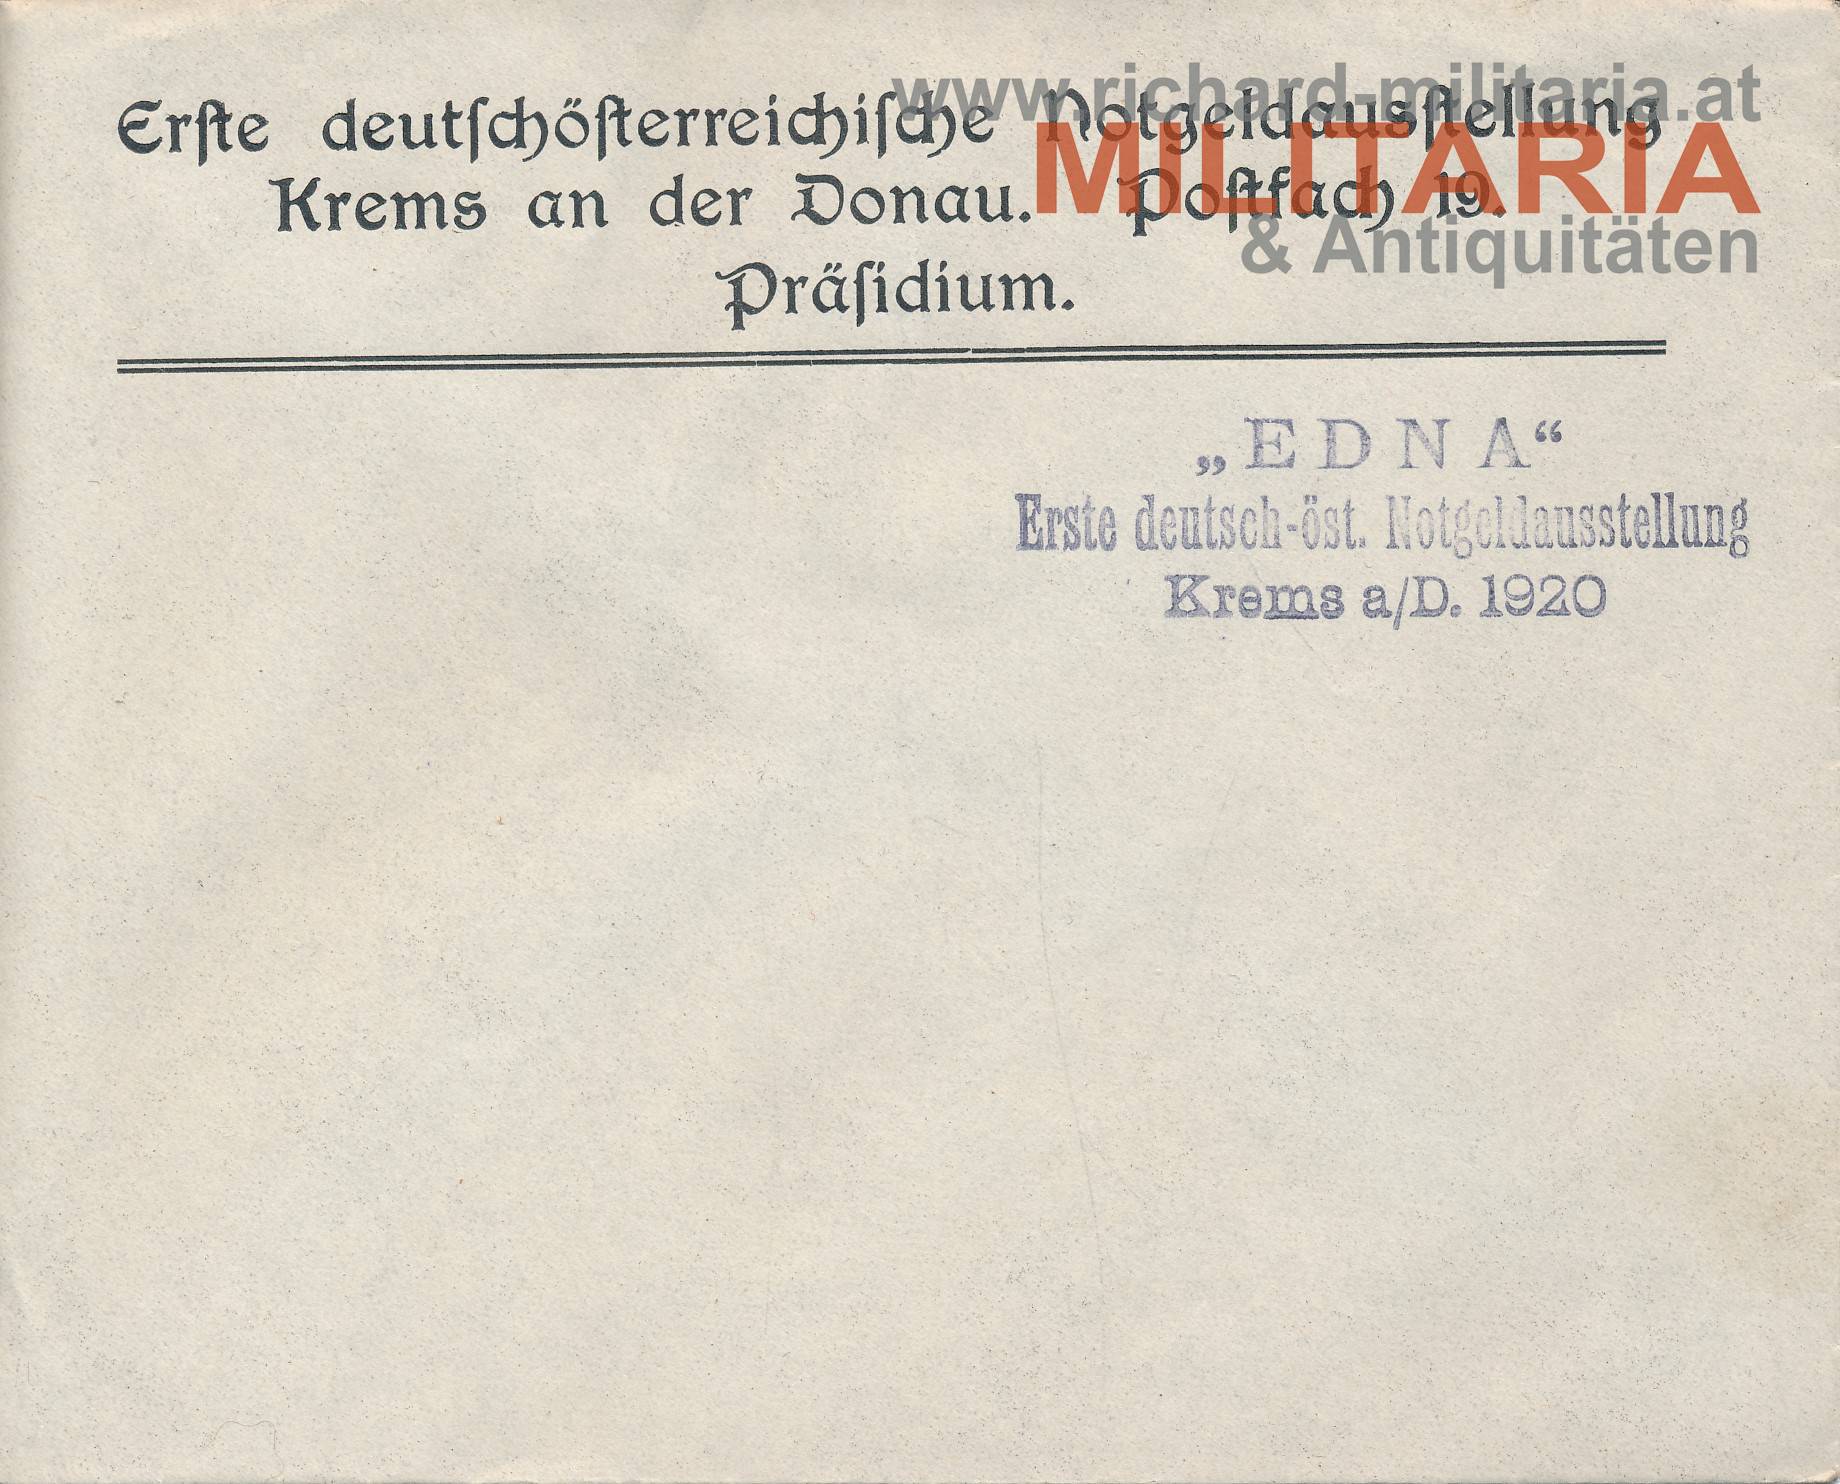 www.richard-militaria.at
Erſte deutſchöſterreichiſche Notgeldausſtellung
MILITARIA
Krems an der Donau. Poſtfach 19.
& Antiquitäten
Präſidium.
„EDNA“
Erste deutsch-öst. Notgeldausstellung
Krems a/D. 1920